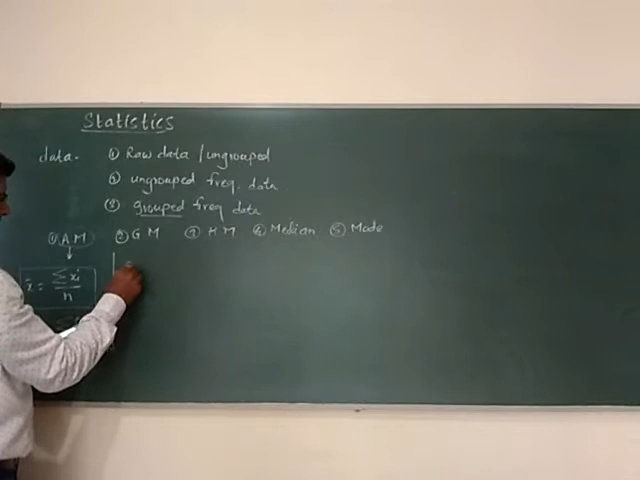 Statistics
data. ① Raw data / ungrouped
② ungrouped freq. data
③ grouped freq data
① A M ② G M ③ H M ④ Median ⑤ Mode
x̄ = Σxi / n